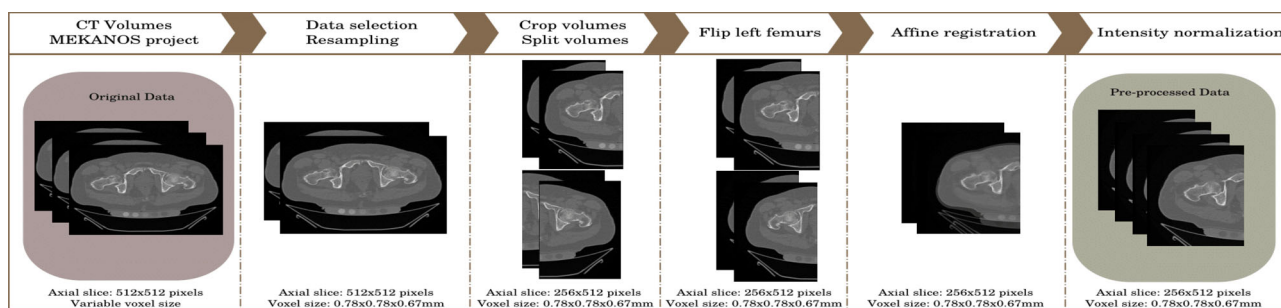 CT Volumes
MEKANOS project
Data selection
Resampling
Crop volumes
Split volumes
Flip left femurs
Affine registration
Intensity normalization
Original Data
Pre-processed Data
Axial slice: 512x512 pixels
Variable voxel size
Axial slice: 512x512 pixels
Voxel size: 0.78x0.78x0.67mm
Axial slice: 256x512 pixels
Voxel size: 0.78x0.78x0.67mm
Axial slice: 256x512 pixels
Voxel size: 0.78x0.78x0.67mm
Axial slice: 256x512 pixels
Voxel size: 0.78x0.78x0.67mm
Axial slice: 256x512 pixels
Voxel size: 0.78x0.78x0.67mm